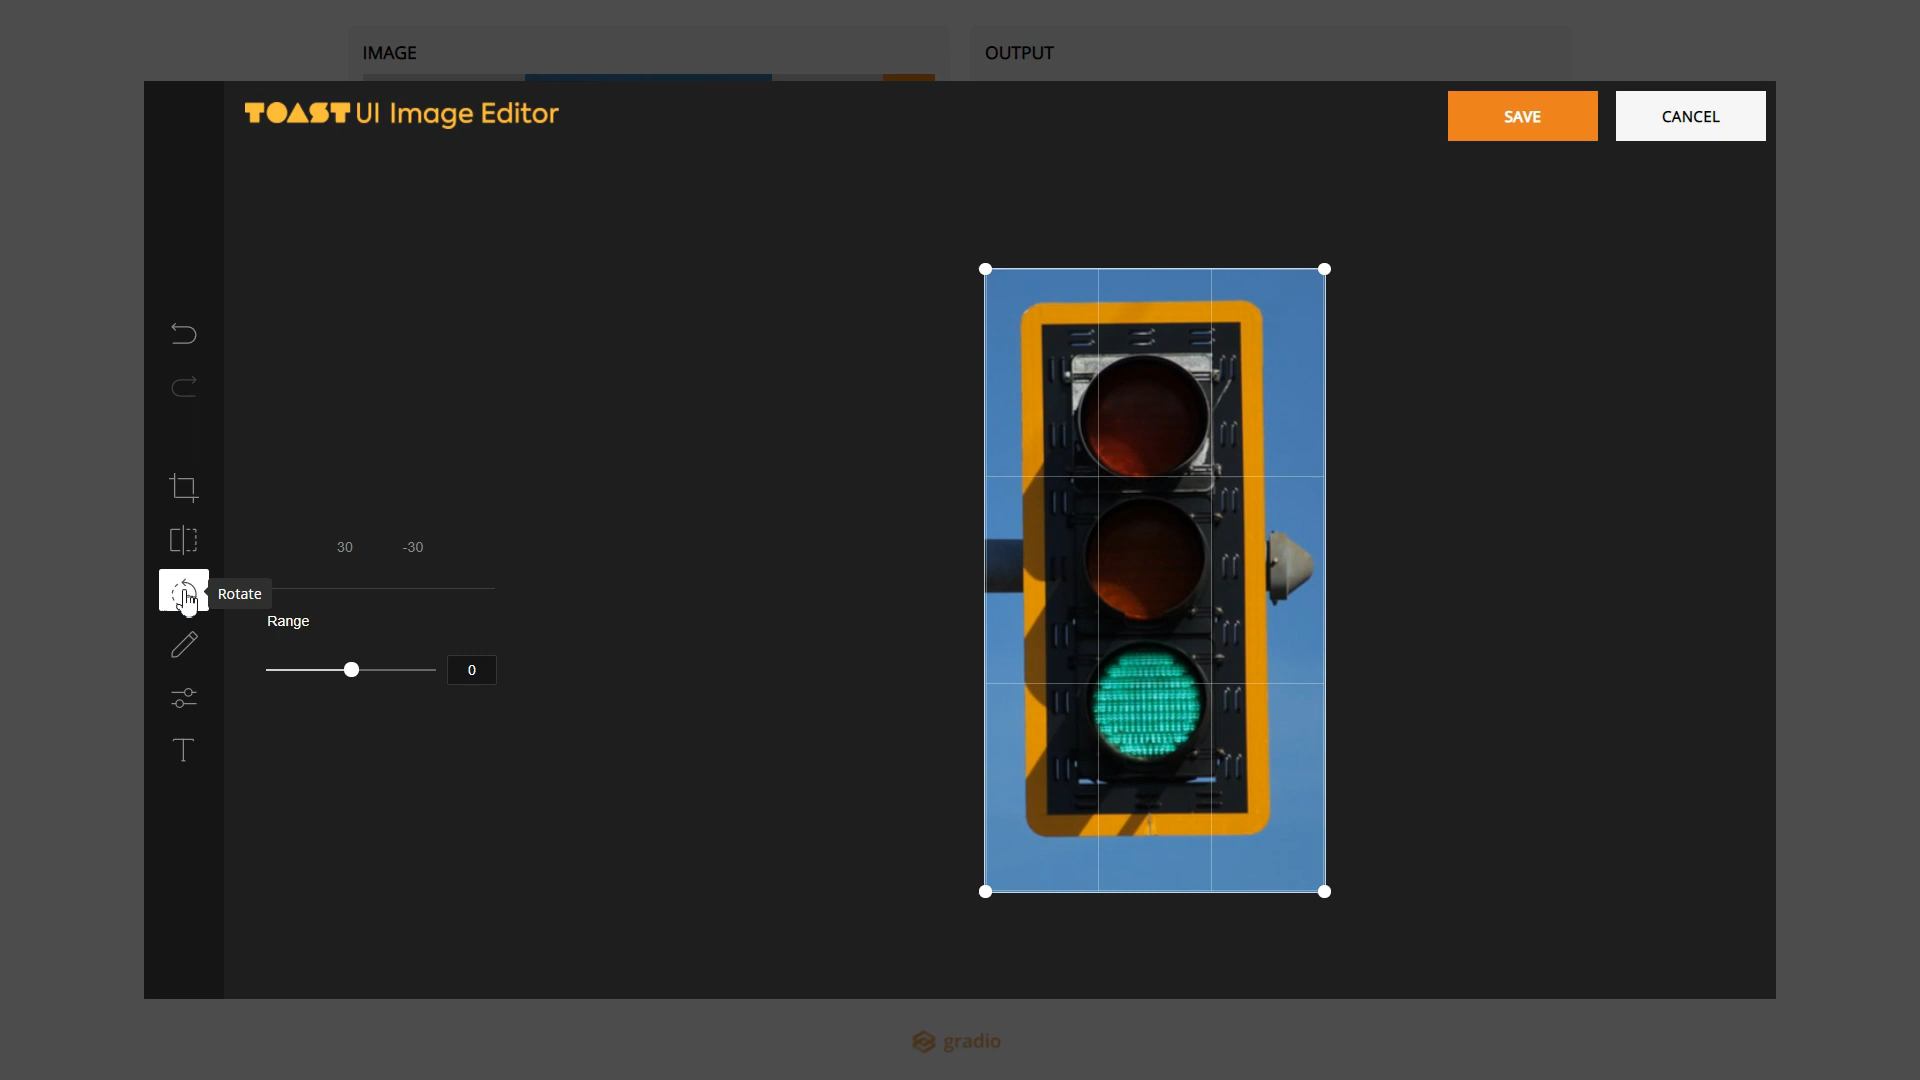 IMAGE
OUTPUT
TOAST UI Image Editor
SAVE
CANCEL
30
-30
Rotate
Range
0
gradio